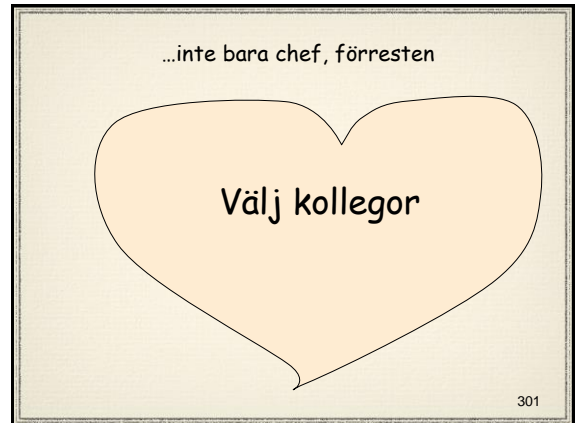 …inte bara chef, förresten
Välj kollegor
301